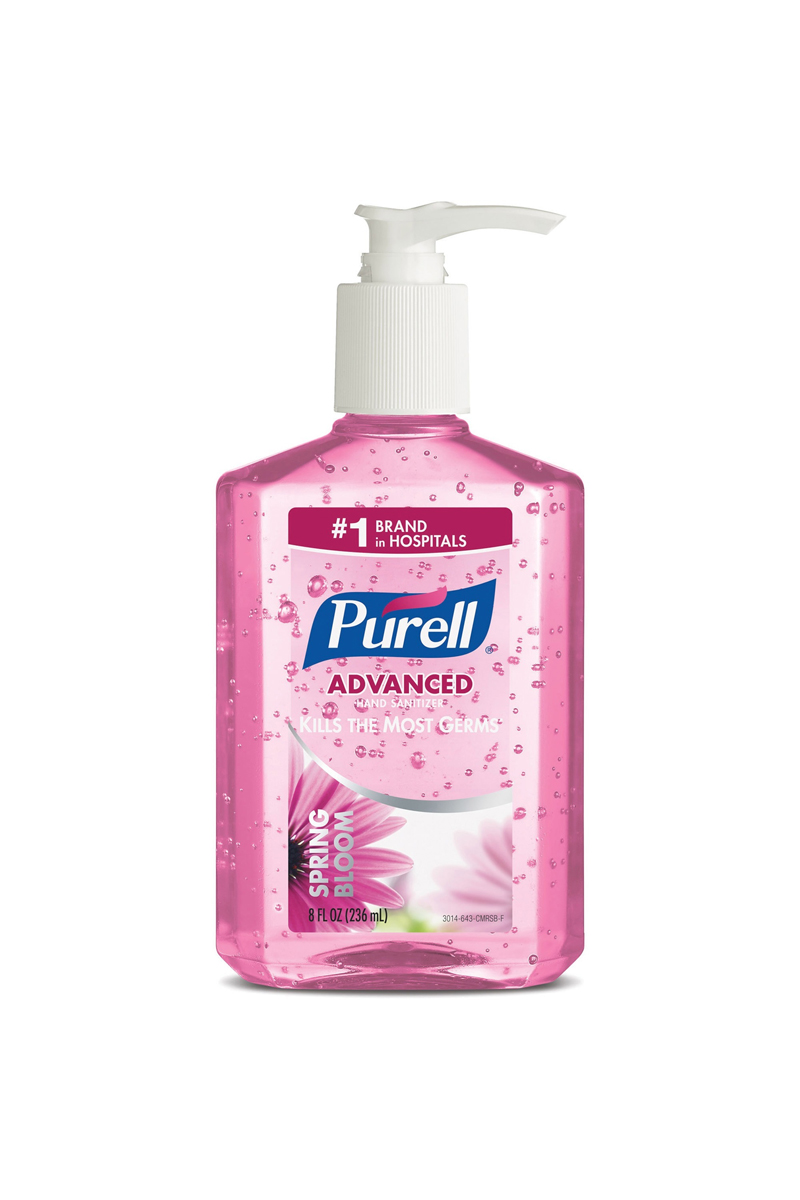 #1 BRAND
in HOSPITALS
Purell®
ADVANCED
HAND SANITIZER
KILLS THE MOST GERMS
SPRING
BLOOM
8 FL OZ (236 mL)
3014-643-CMRSB-F